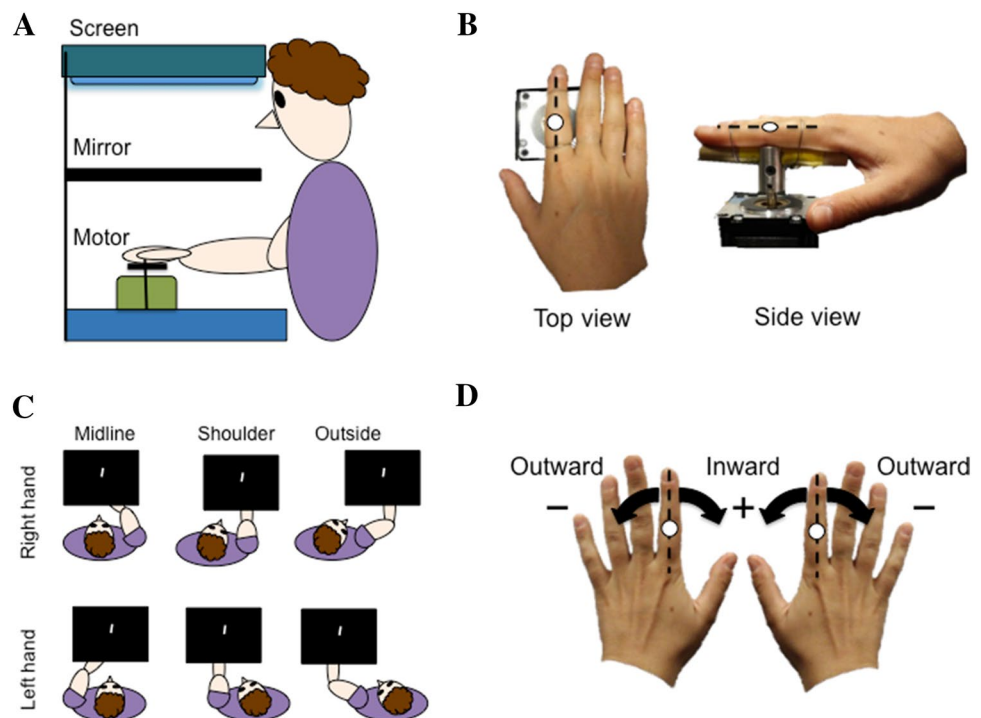 A
Screen
Mirror
Motor
B
Top view
Side view
C
Midline Shoulder Outside
Right hand
Left hand
D
Outward Inward Outward
− + −